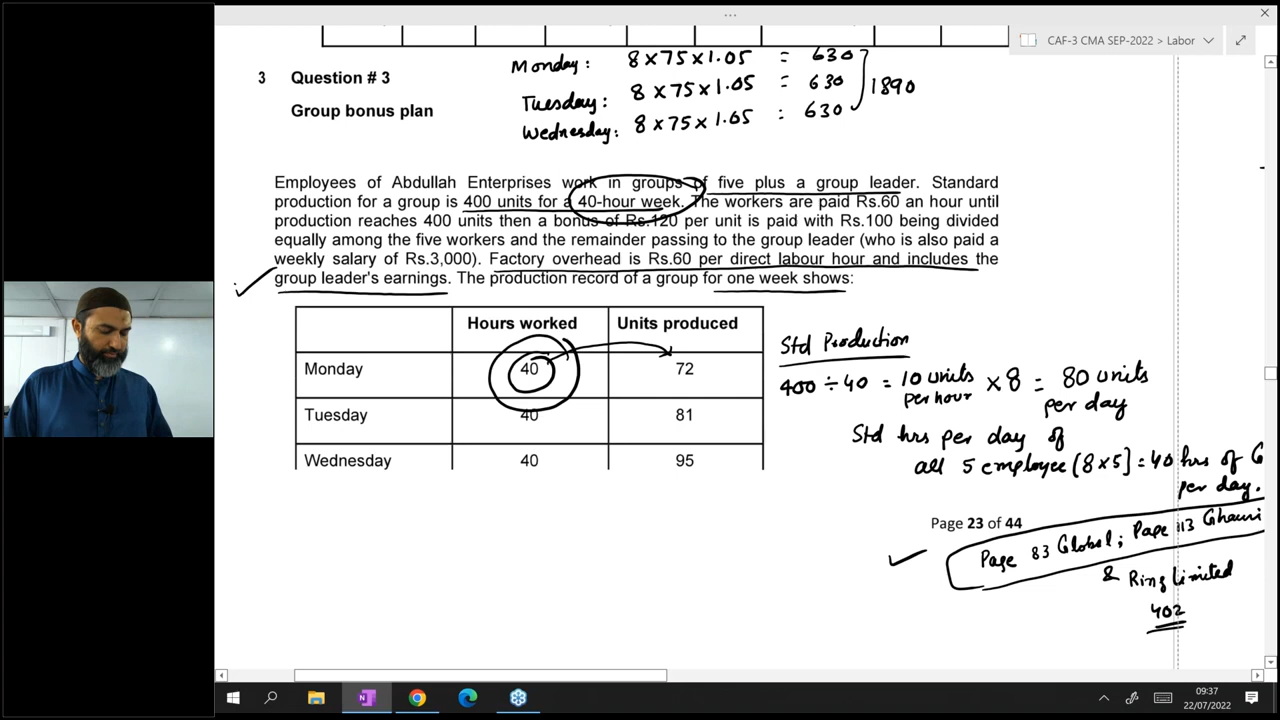 CAF-3 CMA SEP-2022 > Labor
Monday: 8×75×1.05 = 630
3 Question # 3
Tuesday: 8×75×1.05 = 630
1890
Group bonus plan
Wednesday: 8×75×1.05 : 630
Employees of Abdullah Enterprises work in groups of five plus a group leader. Standard
production for a group is 400 units for a 40-hour week. The workers are paid Rs.60 an hour until
production reaches 400 units then a bonus of Rs.120 per unit is paid with Rs.100 being divided
equally among the five workers and the remainder passing to the group leader (who is also paid a
weekly salary of Rs.3,000). Factory overhead is Rs.60 per direct labour hour and includes the
group leader's earnings. The production record of a group for one week shows:
Hours worked Units produced
Monday 40 72
Tuesday 40 81
Wednesday 40 95
Std Production
400 ÷ 40 = 10 units × 8 = 80 units
per hour per day
Std hrs per day of
all 5 employee (8×5] = 40 hrs of G
per day.
Page 23 of 44
Page 83 Global; Page 113 Ghauri
& Ring Limited
402
09:37
22/07/2022